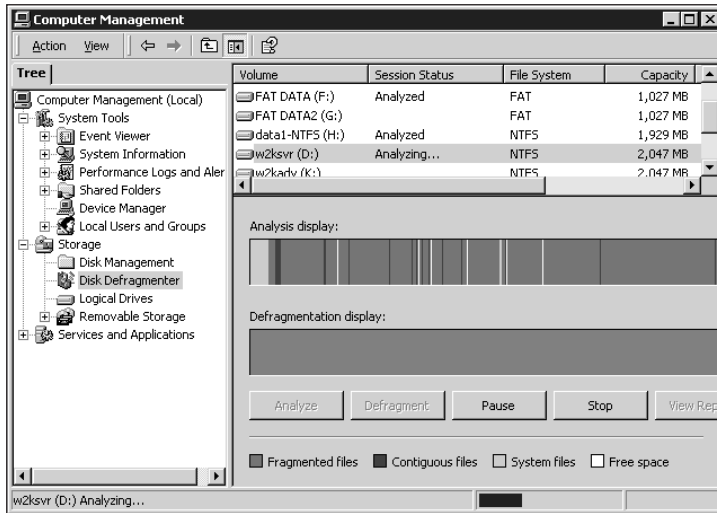 Computer Management
Action View
Tree
Computer Management (Local)
System Tools
Event Viewer
System Information
Performance Logs and Aler
Shared Folders
Device Manager
Local Users and Groups
Storage
Disk Management
Disk Defragmenter
Logical Drives
Removable Storage
Services and Applications
Volume Session Status File System Capacity
FAT DATA (F:) Analyzed FAT 1,027 MB
FAT DATA2 (G:) FAT 1,027 MB
data1-NTFS (H:) Analyzed NTFS 1,929 MB
w2ksvr (D:) Analyzing... NTFS 2,047 MB
w2kadv (K:) NTFS 2,047 MB
Analysis display:
Defragmentation display:
Analyze Defragment Pause Stop View Rep
Fragmented files Contiguous files System files Free space
w2ksvr (D:) Analyzing...